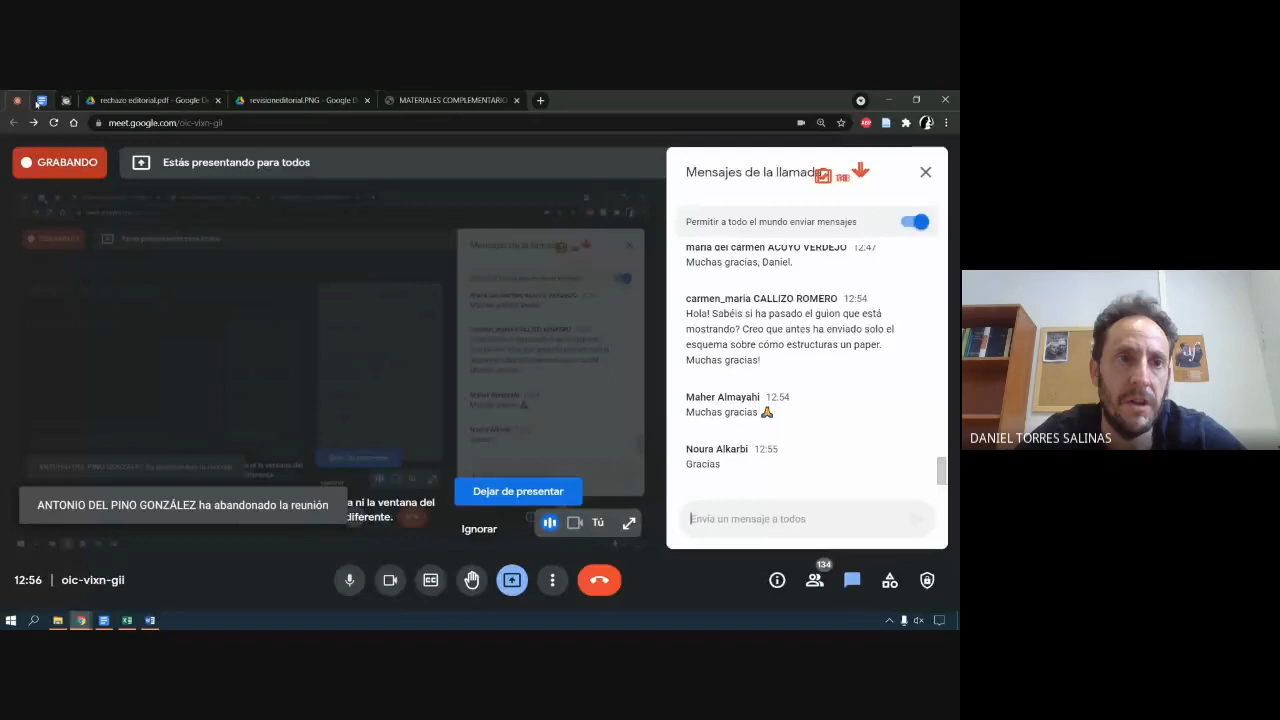 rechazo editorial.pdf - Google D
revisioneditorial.PNG - Google D
MATERIALES COMPLEMENTARIO
meet.google.com/oic-vixn-gii
GRABANDO
Estás presentando para todos
Mensajes de la llamada
Permitir a todo el mundo enviar mensajes
maria del carmen ACOYO VERDEJO 12:47
Muchas gracias, Daniel.
carmen_maria CALLIZO ROMERO 12:54
Hola! Sabéis si ha pasado el guion que está
mostrando? Creo que antes ha enviado solo el
esquema sobre cómo estructuras un paper.
Muchas gracias!
Maher Almayahi 12:54
Muchas gracias 🙏
Noura Alkarbi 12:55
Gracias
Envía un mensaje a todos
ANTONIO DEL PINO GONZÁLEZ ha abandonado la reunión
a ni la ventana del
diferente.
Dejar de presentar
Ignorar
Tú
12:56 | oic-vixn-gii
134
DANIEL TORRES SALINAS